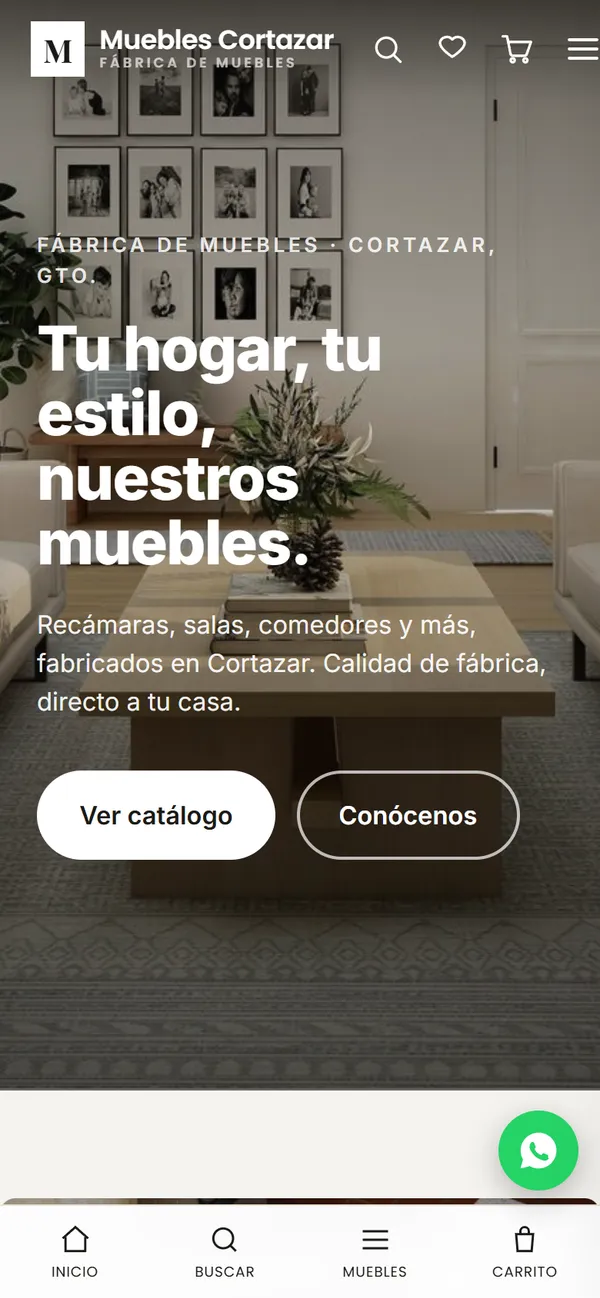 M
Muebles Cortazar
FÁBRICA DE MUEBLES
FÁBRICA DE MUEBLES · CORTAZAR,
GTO.
Tu hogar, tu
estilo,
nuestros
muebles.
Recámaras, salas, comedores y más,
fabricados en Cortazar. Calidad de fábrica,
directo a tu casa.
Ver catálogo
Conócenos
INICIO
BUSCAR
MUEBLES
CARRITO